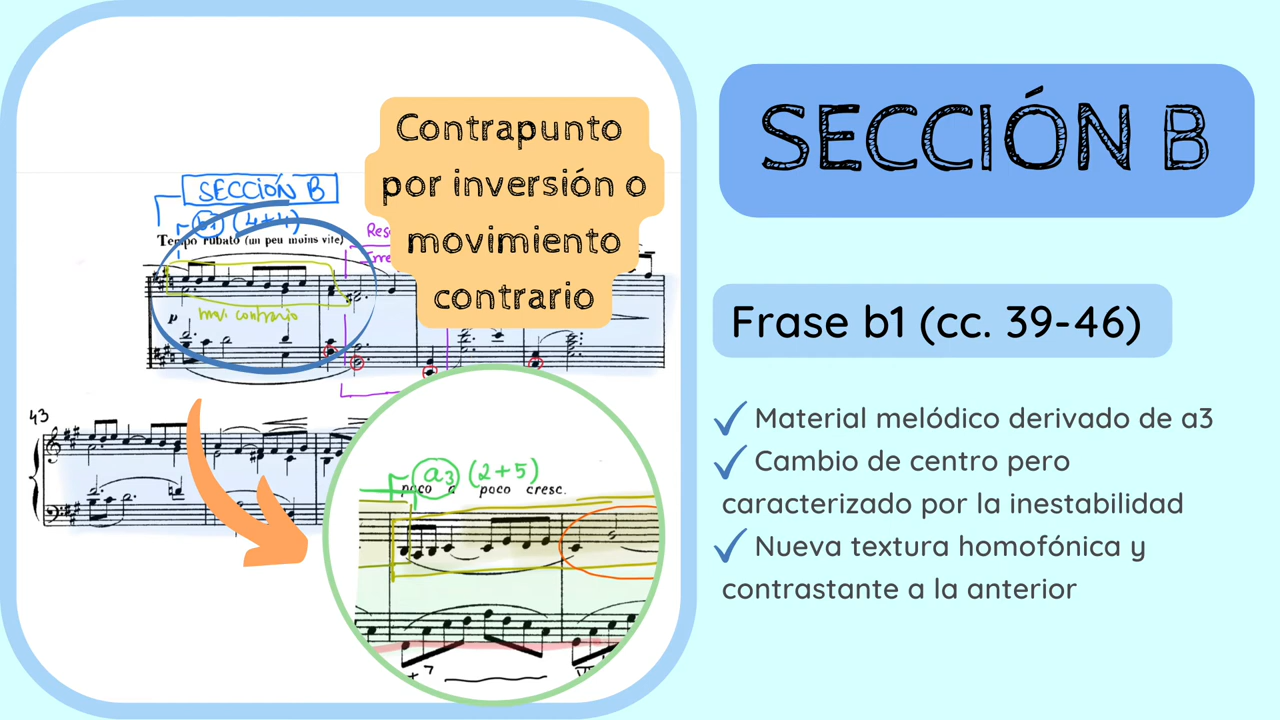 SECCIÓN B
Contrapunto
por inversión o
movimiento
contrario
SECCIÓN B
b1 (4+4)
Tempo rubato (un peu moins vite)
mov. contrario
p
43
a3 (2+5)
poco a poco cresc.
Frase b1 (cc. 39-46)
Material melódico derivado de a3
Cambio de centro pero
caracterizado por la inestabilidad
Nueva textura homofónica y
contrastante a la anterior